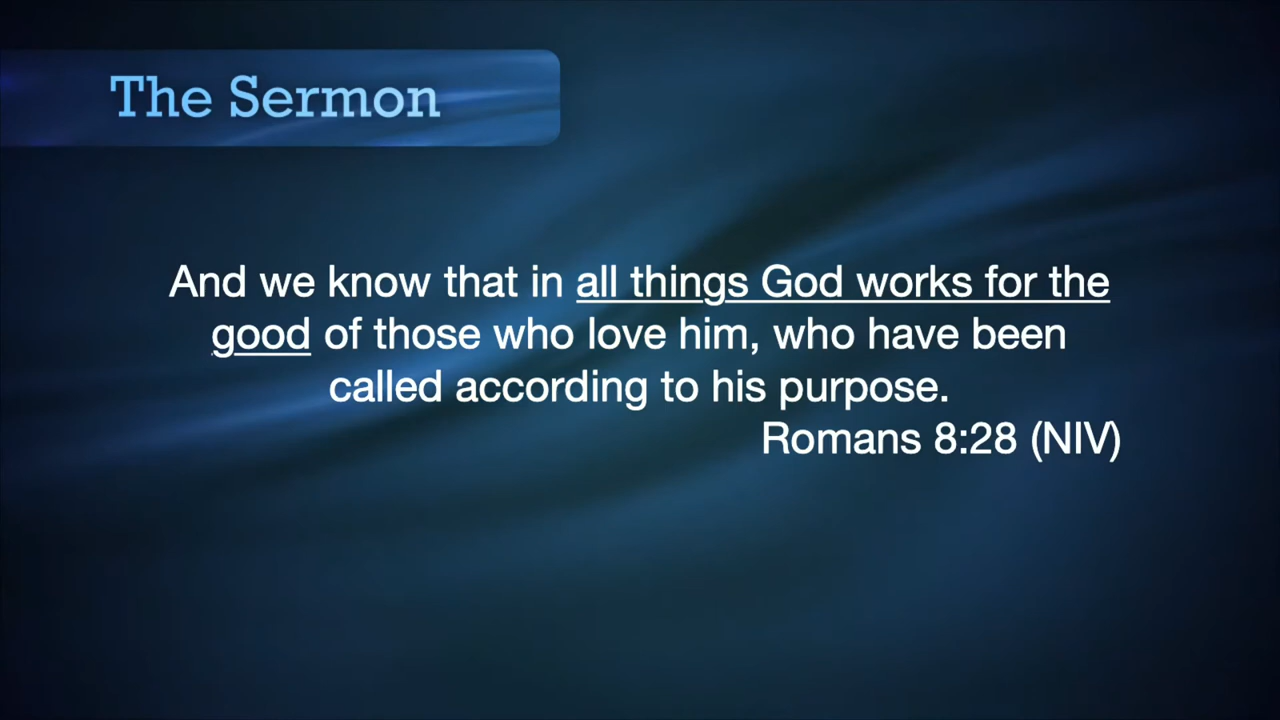 The Sermon
And we know that in all things God works for the
good of those who love him, who have been
called according to his purpose.
Romans 8:28 (NIV)